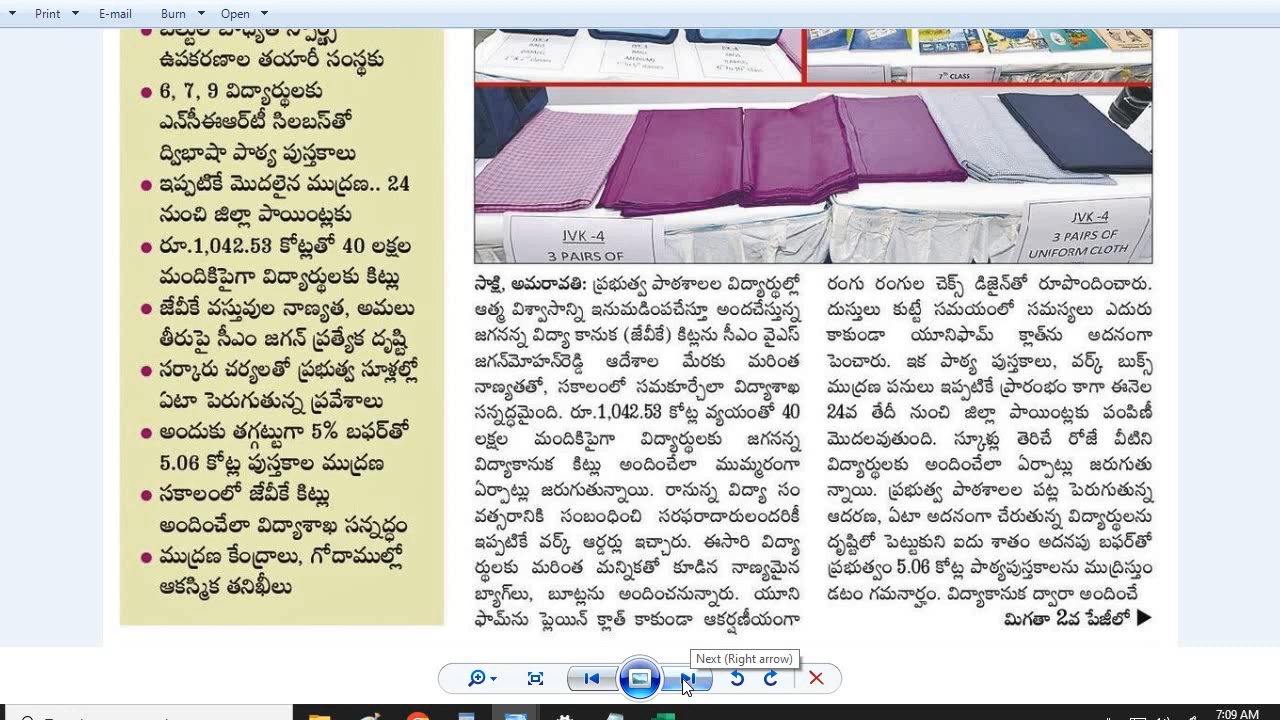 Print E-mail Burn Open
ఉపకరణాల తయారీ సంస్థకు
6, 7, 9 విద్యార్థులకు
ఎన్‌సీఈఆర్‌టీ సిలబస్‌తో
ద్విభాషా పాఠ్య పుస్తకాలు
ఇప్పటికే మొదలైన ముద్రణ.. 24
నుంచి జిల్లా పాయింట్లకు
రూ.1,042.53 కోట్లతో 40 లక్షల
మందికిపైగా విద్యార్థులకు కిట్లు
జేవీకే వస్తువుల నాణ్యత, అమలు
తీరుపై సీఎం జగన్ ప్రత్యేక దృష్టి
సర్కారు చర్యలతో ప్రభుత్వ స్కూళ్లల్లో
ఏటా పెరుగుతున్న ప్రవేశాలు
అందుకు తగ్గట్టుగా 5% బఫర్‌తో
5.06 కోట్ల పుస్తకాల ముద్రణ
సకాలంలో జేవీకే కిట్లు
అందించేలా విద్యాశాఖ సన్నద్ధం
ముద్రణ కేంద్రాలు, గోదాముల్లో
ఆకస్మిక తనిఖీలు
7TH CLASS
JVK -4
3 PAIRS OF
JVK -4
3 PAIRS OF
UNIFORM CLOTH
సాక్షి, అమరావతి: ప్రభుత్వ పాఠశాలల విద్యార్థుల్లో
ఆత్మ విశ్వాసాన్ని ఇనుమడింపచేస్తూ అందచేస్తున్న
జగనన్న విద్యా కానుక (జేవీకే) కిట్లను సీఎం వైఎస్
జగన్‌మోహన్‌రెడ్డి ఆదేశాల మేరకు మరింత
నాణ్యతతో, సకాలంలో సమకూర్చేలా విద్యాశాఖ
సన్నద్ధమైంది. రూ.1,042.53 కోట్ల వ్యయంతో 40
లక్షల మందికిపైగా విద్యార్థులకు జగనన్న
విద్యాకానుక కిట్లు అందించేలా ముమ్మరంగా
ఏర్పాట్లు జరుగుతున్నాయి. రానున్న విద్యా సం
వత్సరానికి సంబంధించి సరఫరాదారులందరికీ
ఇప్పటికే వర్క్ ఆర్డర్లు ఇచ్చారు. ఈసారి విద్యా
ర్థులకు మరింత మన్నికతో కూడిన నాణ్యమైన
బ్యాగ్‌లు, బూట్లను అందించనున్నారు. యూని
ఫామ్‌ను ప్లెయిన్ క్లాత్ కాకుండా ఆకర్షణీయంగా
రంగు రంగుల చెక్స్ డిజైన్‌తో రూపొందించారు.
దుస్తులు కుట్టే సమయంలో సమస్యలు ఎదురు
కాకుండా యూనిఫామ్ క్లాత్‌ను అదనంగా
పెంచారు. ఇక పాఠ్య పుస్తకాలు, వర్క్ బుక్స్
ముద్రణ పనులు ఇప్పటికే ప్రారంభం కాగా ఈనెల
24వ తేదీ నుంచి జిల్లా పాయింట్లకు పంపిణీ
మొదలవుతుంది. స్కూళ్లు తెరిచే రోజే వీటిని
విద్యార్థులకు అందించేలా ఏర్పాట్లు జరుగుతు
న్నాయి. ప్రభుత్వ పాఠశాలల పట్ల పెరుగుతున్న
ఆదరణ, ఏటా అదనంగా చేరుతున్న విద్యార్థులను
దృష్టిలో పెట్టుకుని ఐదు శాతం అదనపు బఫర్‌తో
ప్రభుత్వం 5.06 కోట్ల పాఠ్యపుస్తకాలను ముద్రిస్తుం
డటం గమనార్హం. విద్యాకానుక ద్వారా అందించే
మిగతా 2వ పేజీలో
Next (Right arrow)
7:09 AM